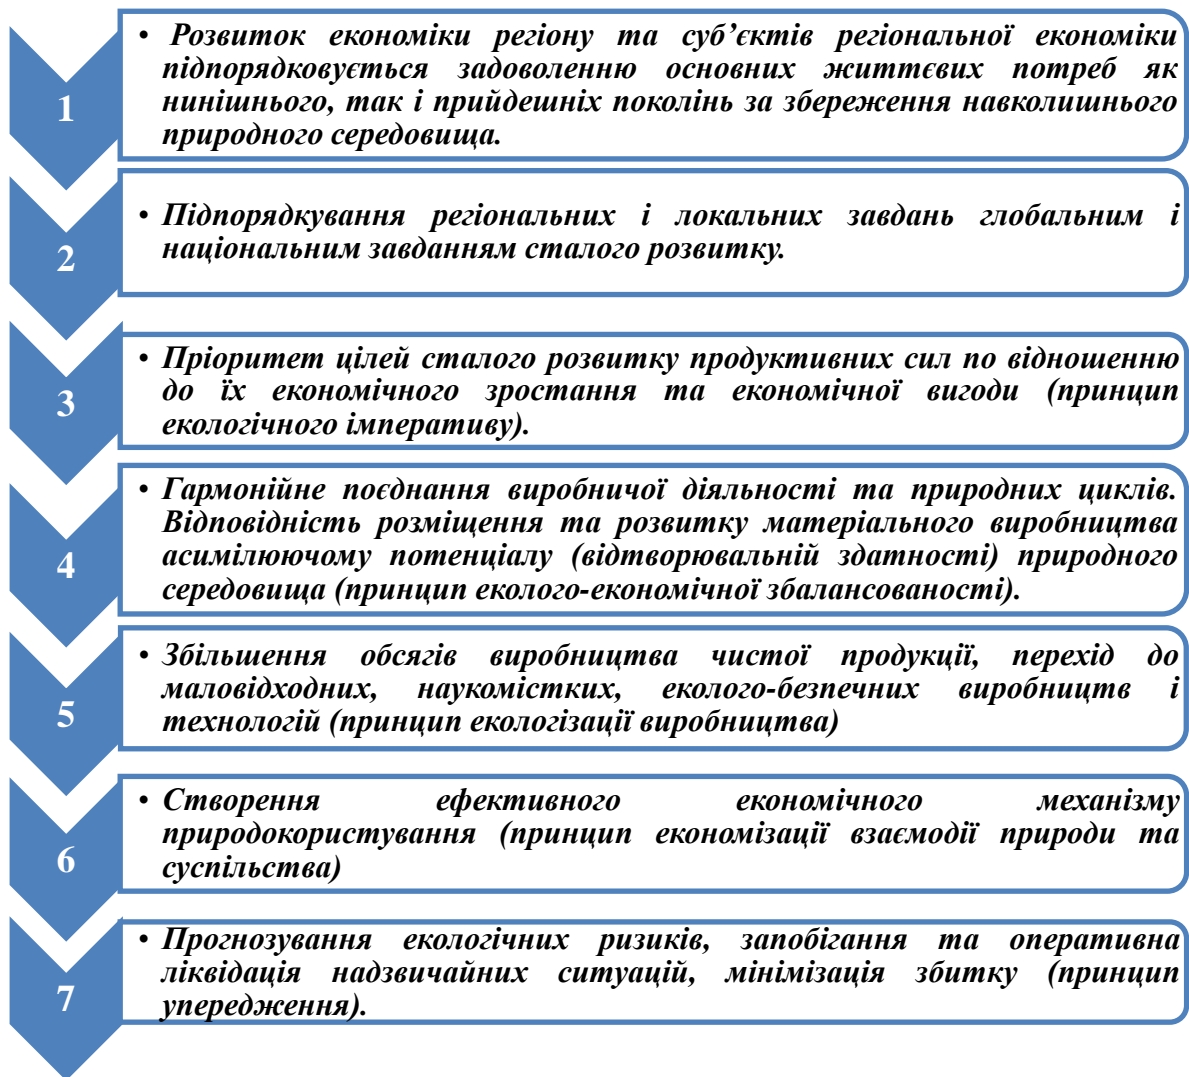 1
• Розвиток економіки регіону та суб’єктів регіональної економіки
підпорядковується задоволенню основних життєвих потреб як
нинішнього, так і прийдешніх поколінь за збереження навколишнього
природного середовища.
2
• Підпорядкування регіональних і локальних завдань глобальним і
національним завданням сталого розвитку.
3
• Пріоритет цілей сталого розвитку продуктивних сил по відношенню
до їх економічного зростання та економічної вигоди (принцип
екологічного імперативу).
4
• Гармонійне поєднання виробничої діяльності та природних циклів.
Відповідність розміщення та розвитку матеріального виробництва
асимілюючому потенціалу (відтворювальній здатності) природного
середовища (принцип еколого-економічної збалансованості).
5
• Збільшення обсягів виробництва чистої продукції, перехід до
маловідходних, наукомістких, еколого-безпечних виробництв і
технологій (принцип екологізації виробництва)
6
• Створення ефективного економічного механізму
природокористування (принцип економізації взаємодії природи та
суспільства)
7
• Прогнозування екологічних ризиків, запобігання та оперативна
ліквідація надзвичайних ситуацій, мінімізація збитку (принцип
упередження).